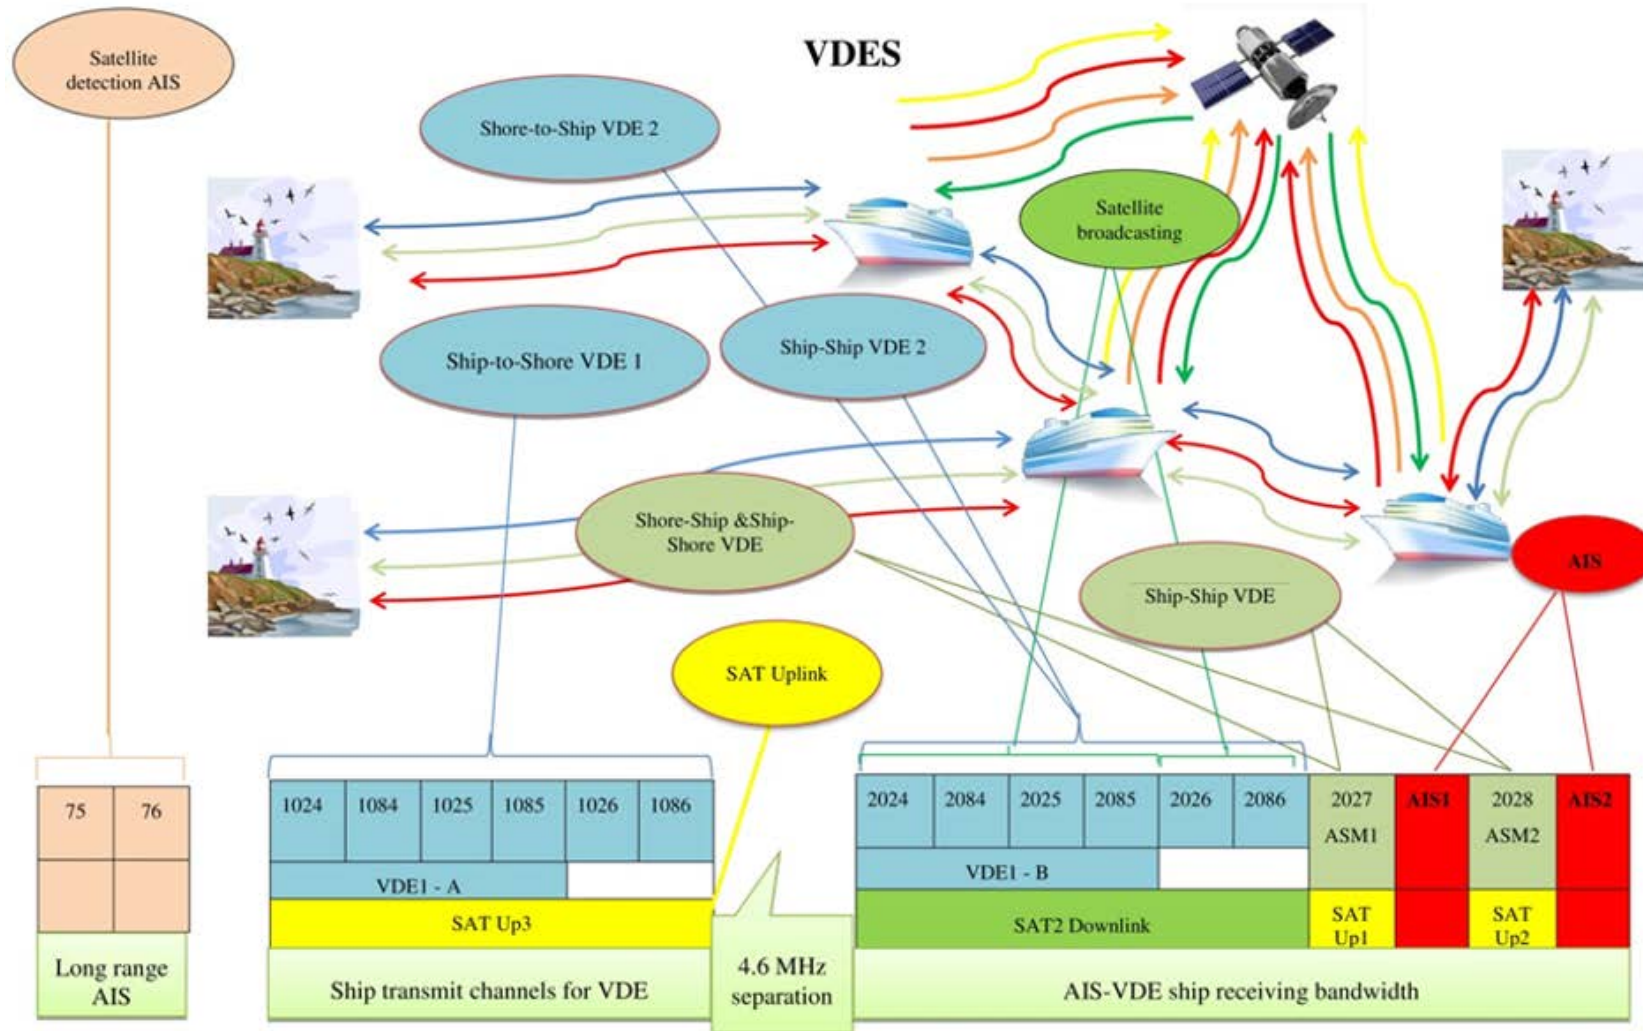 VDES
Satellite
detection AIS
Shore-to-Ship VDE 2
Satellite
broadcasting
Ship-to-Shore VDE 1
Ship-Ship VDE 2
Shore-Ship &Ship-
Shore VDE
AIS
Ship-Ship VDE
SAT Uplink
75 76
1024 1084 1025 1085 1026 1086
2024 2084 2025 2085 2026 2086 2027 AIS1 2028 AIS2
ASM1 ASM2
VDE1 - A
VDE1 - B
SAT Up3
SAT2 Downlink
SAT
Up1
SAT
Up2
Long range
AIS
Ship transmit channels for VDE
4.6 MHz
separation
AIS-VDE ship receiving bandwidth